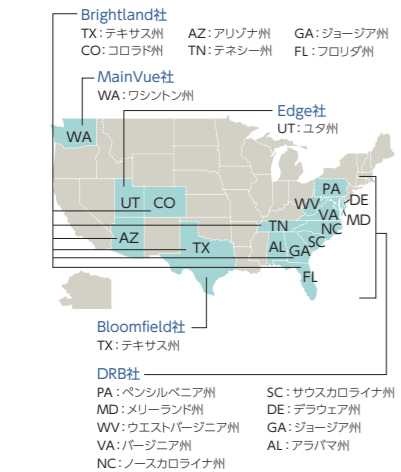 Brightland社
TX：テキサス州 AZ：アリゾナ州 GA：ジョージア州
CO：コロラド州 TN：テネシー州 FL：フロリダ州
MainVue社
WA：ワシントン州
Edge社
UT：ユタ州
WA
UT CO
AZ
TX
TN
AL
GA
SC
NC
VA
WV
PA
DE
MD
FL
Bloomfield社
TX：テキサス州
DRB社
PA：ペンシルベニア州 SC：サウスカロライナ州
MD：メリーランド州 DE：デラウェア州
WV：ウエストバージニア州 GA：ジョージア州
VA：バージニア州 AL：アラバマ州
NC：ノースカロライナ州